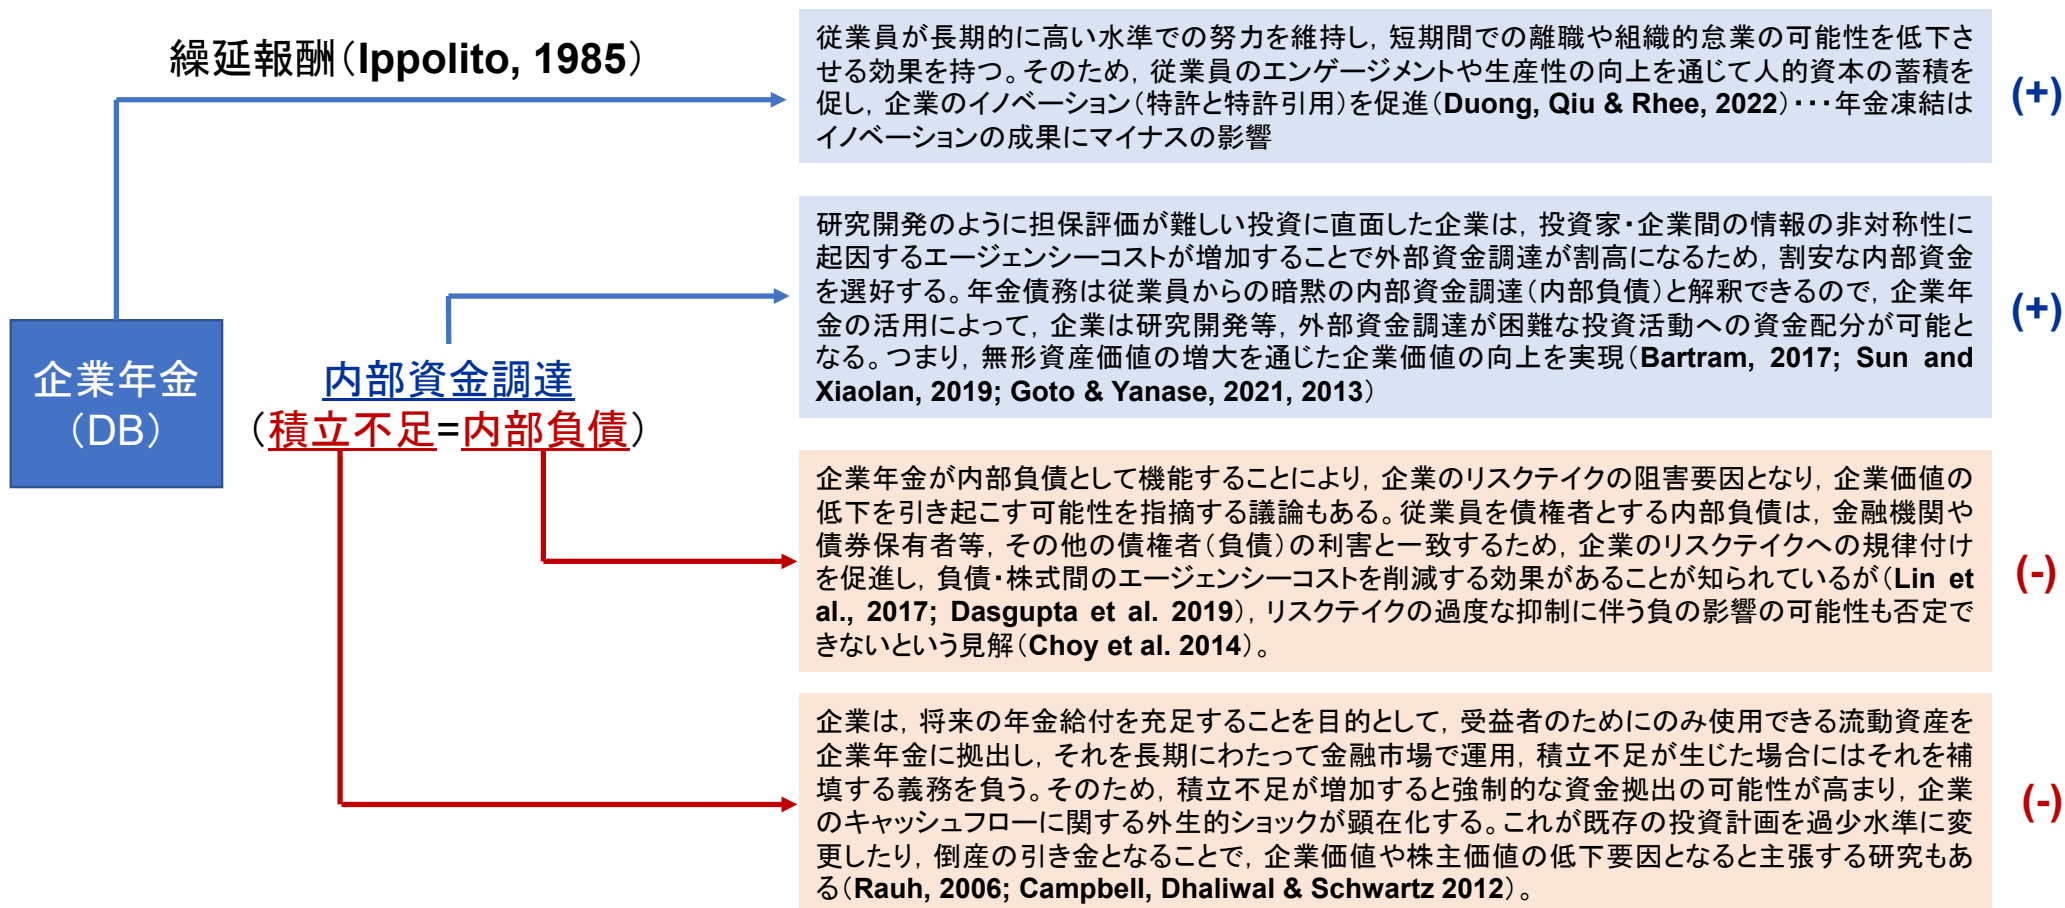 繰延報酬（Ippolito, 1985）
従業員が長期的に高い水準での努力を維持し，短期間での離職や組織的怠業の可能性を低下さ
せる効果を持つ。そのため，従業員のエンゲージメントや生産性の向上を通じて人的資本の蓄積を
促し，企業のイノベーション（特許と特許引用）を促進（Duong, Qiu & Rhee, 2022）・・・年金凍結は
イノベーションの成果にマイナスの影響
(+)
研究開発のように担保評価が難しい投資に直面した企業は，投資家・企業間の情報の非対称性に
起因するエージェンシーコストが増加することで外部資金調達が割高になるため，割安な内部資金
を選好する。年金債務は従業員からの暗黙の内部資金調達（内部負債）と解釈できるので，企業年
金の活用によって，企業は研究開発等，外部資金調達が困難な投資活動への資金配分が可能と
なる。つまり，無形資産価値の増大を通じた企業価値の向上を実現（Bartram, 2017; Sun and
Xiaolan, 2019; Goto & Yanase, 2021, 2013）
(+)
企業年金
（DB）
内部資金調達
（積立不足=内部負債）
企業年金が内部負債として機能することにより，企業のリスクテイクの阻害要因となり，企業価値の
低下を引き起こす可能性を指摘する議論もある。従業員を債権者とする内部負債は，金融機関や
債券保有者等，その他の債権者（負債）の利害と一致するため，企業のリスクテイクへの規律付け
を促進し，負債・株式間のエージェンシーコストを削減する効果があることが知られているが（Lin et
al., 2017; Dasgupta et al. 2019），リスクテイクの過度な抑制に伴う負の影響の可能性も否定で
きないという見解（Choy et al. 2014）。
(-)
企業は，将来の年金給付を充足することを目的として，受益者のためにのみ使用できる流動資産を
企業年金に拠出し，それを長期にわたって金融市場で運用，積立不足が生じた場合にはそれを補
填する義務を負う。そのため，積立不足が増加すると強制的な資金拠出の可能性が高まり，企業
のキャッシュフローに関する外生的ショックが顕在化する。これが既存の投資計画を過少水準に変
更したり，倒産の引き金となることで，企業価値や株主価値の低下要因となると主張する研究もあ
る（Rauh, 2006; Campbell, Dhaliwal & Schwartz 2012）。
(-)